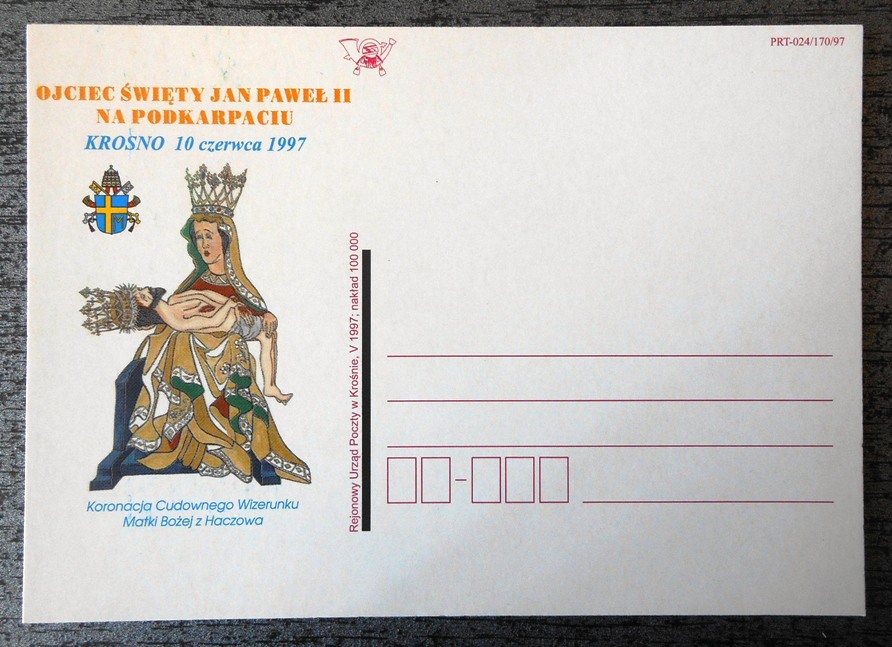 PRT-024/170/97
OJCIEC ŚWIĘTY JAN PAWEŁ II
NA PODKARPACIU
KROSNO 10 czerwca 1997
Koronacja Cudownego Wizerunku
Matki Bożej z Haczowa
Rejonowy Urząd Poczty w Krośnie, V 1997; nakład 100 000